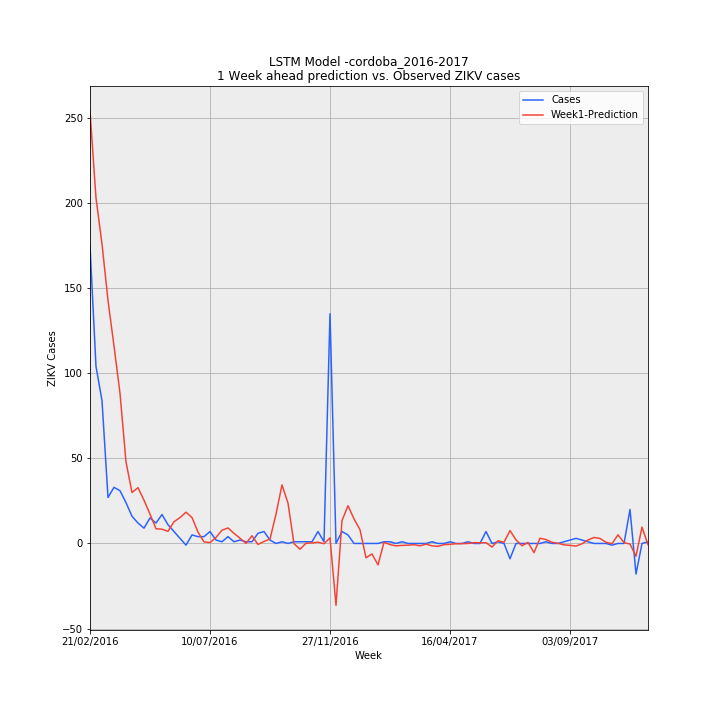 LSTM Model -cordoba_2016-2017
1 Week ahead prediction vs. Observed ZIKV cases
Cases
Week1-Prediction
250
200
150
100
50
0
−50
ZIKV Cases
21/02/2016
10/07/2016
27/11/2016
16/04/2017
03/09/2017
Week